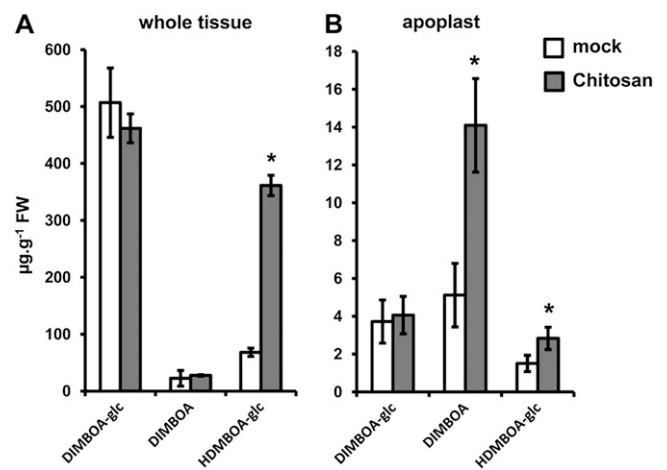 A whole tissue
B apoplast
mock
Chitosan
µg.g⁻¹ FW
600
500
400
300
200
100
0
*
DIMBOA-glc
DIMBOA
HDMBOA-glc
18
16
14
12
10
8
6
4
2
0
*
*
DIMBOA-glc
DIMBOA
HDMBOA-glc